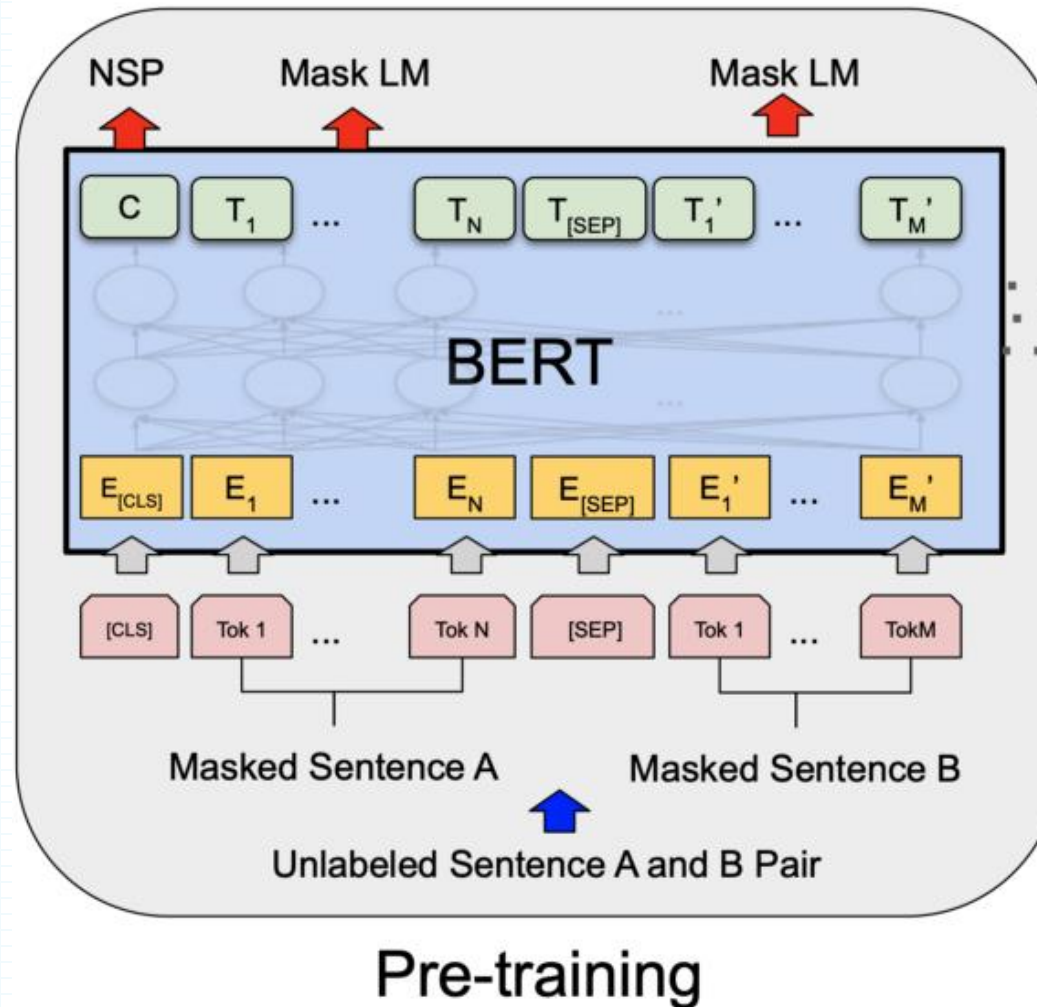 NSP Mask LM Mask LM
C T1 ... TN T[SEP] T1' ... TM'
...
BERT
...
E[CLS] E1 ... EN E[SEP] E1' ... EM'
[CLS] Tok 1 ... Tok N [SEP] Tok 1 ... TokM
Masked Sentence A Masked Sentence B
Unlabeled Sentence A and B Pair
Pre-training